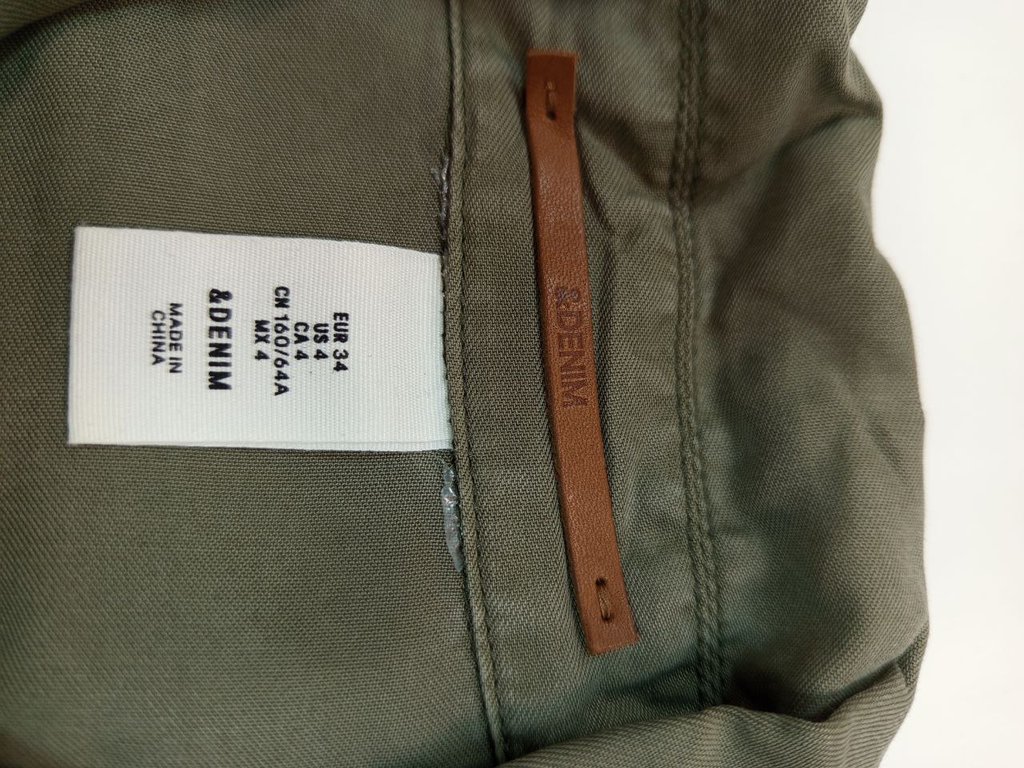 EUR 34
US 4
CA 4
CN 160/64A
MX 4
&DENIM
MADE IN
CHINA
&DENIM